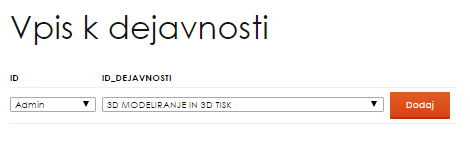 Vpis k dejavnosti
ID ID_DEJAVNOSTI
Admin 3D MODELIRANJE IN 3D TISK Dodaj